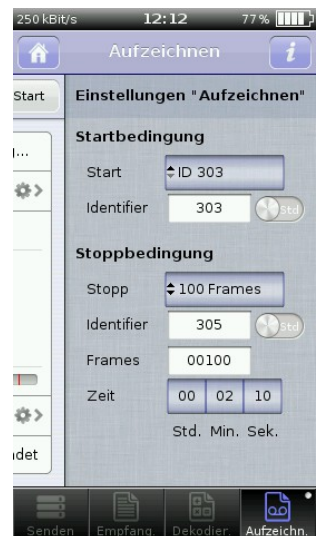 250 kBit/s 12:12 77%
Aufzeichnen
Start
Einstellungen "Aufzeichnen"
Startbedingung
Start ID 303
Identifier 303 Std
Stoppbedingung
Stopp 100 Frames
Identifier 305 Std
Frames 00100
Zeit 00 02 10
Std. Min. Sek.
Senden Empfang. Dekodier. Aufzeichn.